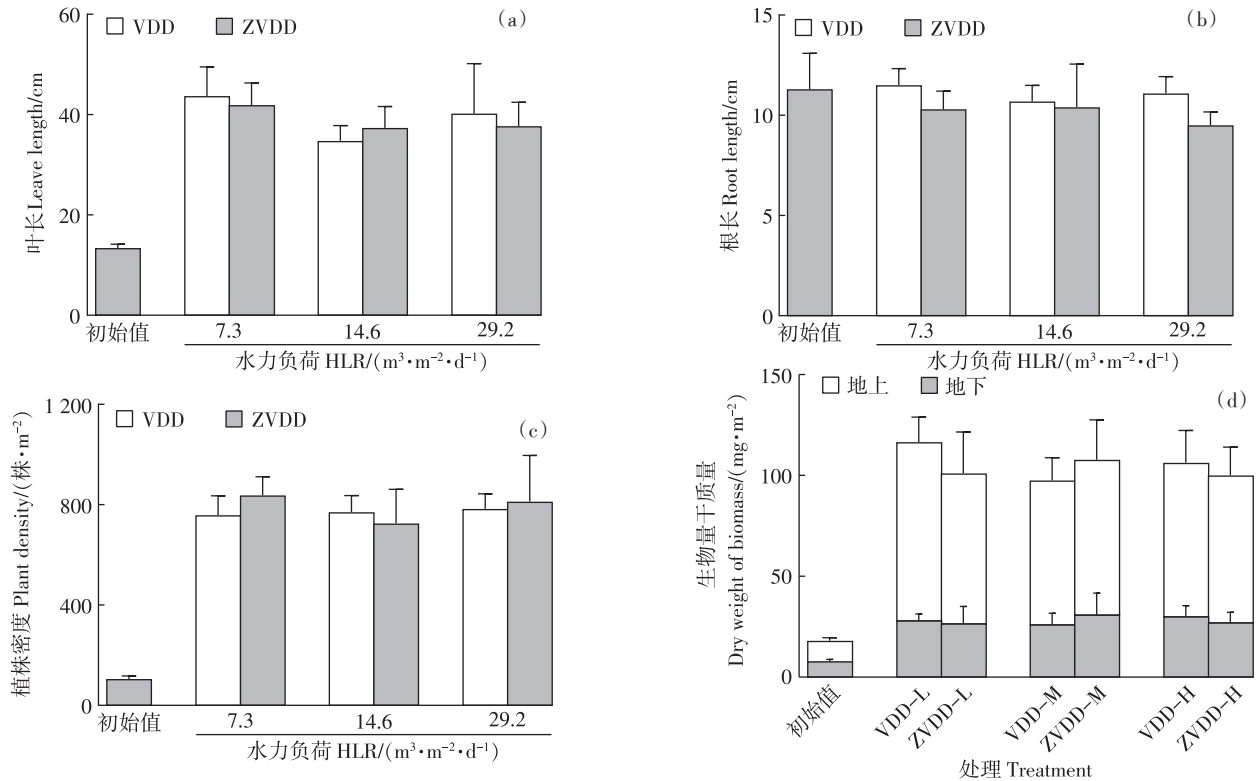 (a)
VDD ZVDD
叶长 Leave length/cm
60
40
20
0
初始值 7.3 14.6 29.2
水力负荷 HLR/(m³·m⁻²·d⁻¹)
(b)
VDD ZVDD
根长 Root length/cm
15
10
5
0
初始值 7.3 14.6 29.2
水力负荷 HLR/(m³·m⁻²·d⁻¹)
(c)
VDD ZVDD
植株密度 Plant density/(株·m⁻²)
1 200
800
400
0
初始值 7.3 14.6 29.2
水力负荷 HLR/(m³·m⁻²·d⁻¹)
(d)
地上 地下
生物量干质量
Dry weight of biomass/(mg·m⁻²)
150
100
50
0
初始值 VDD-L ZVDD-L VDD-M ZVDD-M VDD-H ZVDD-H
处理 Treatment